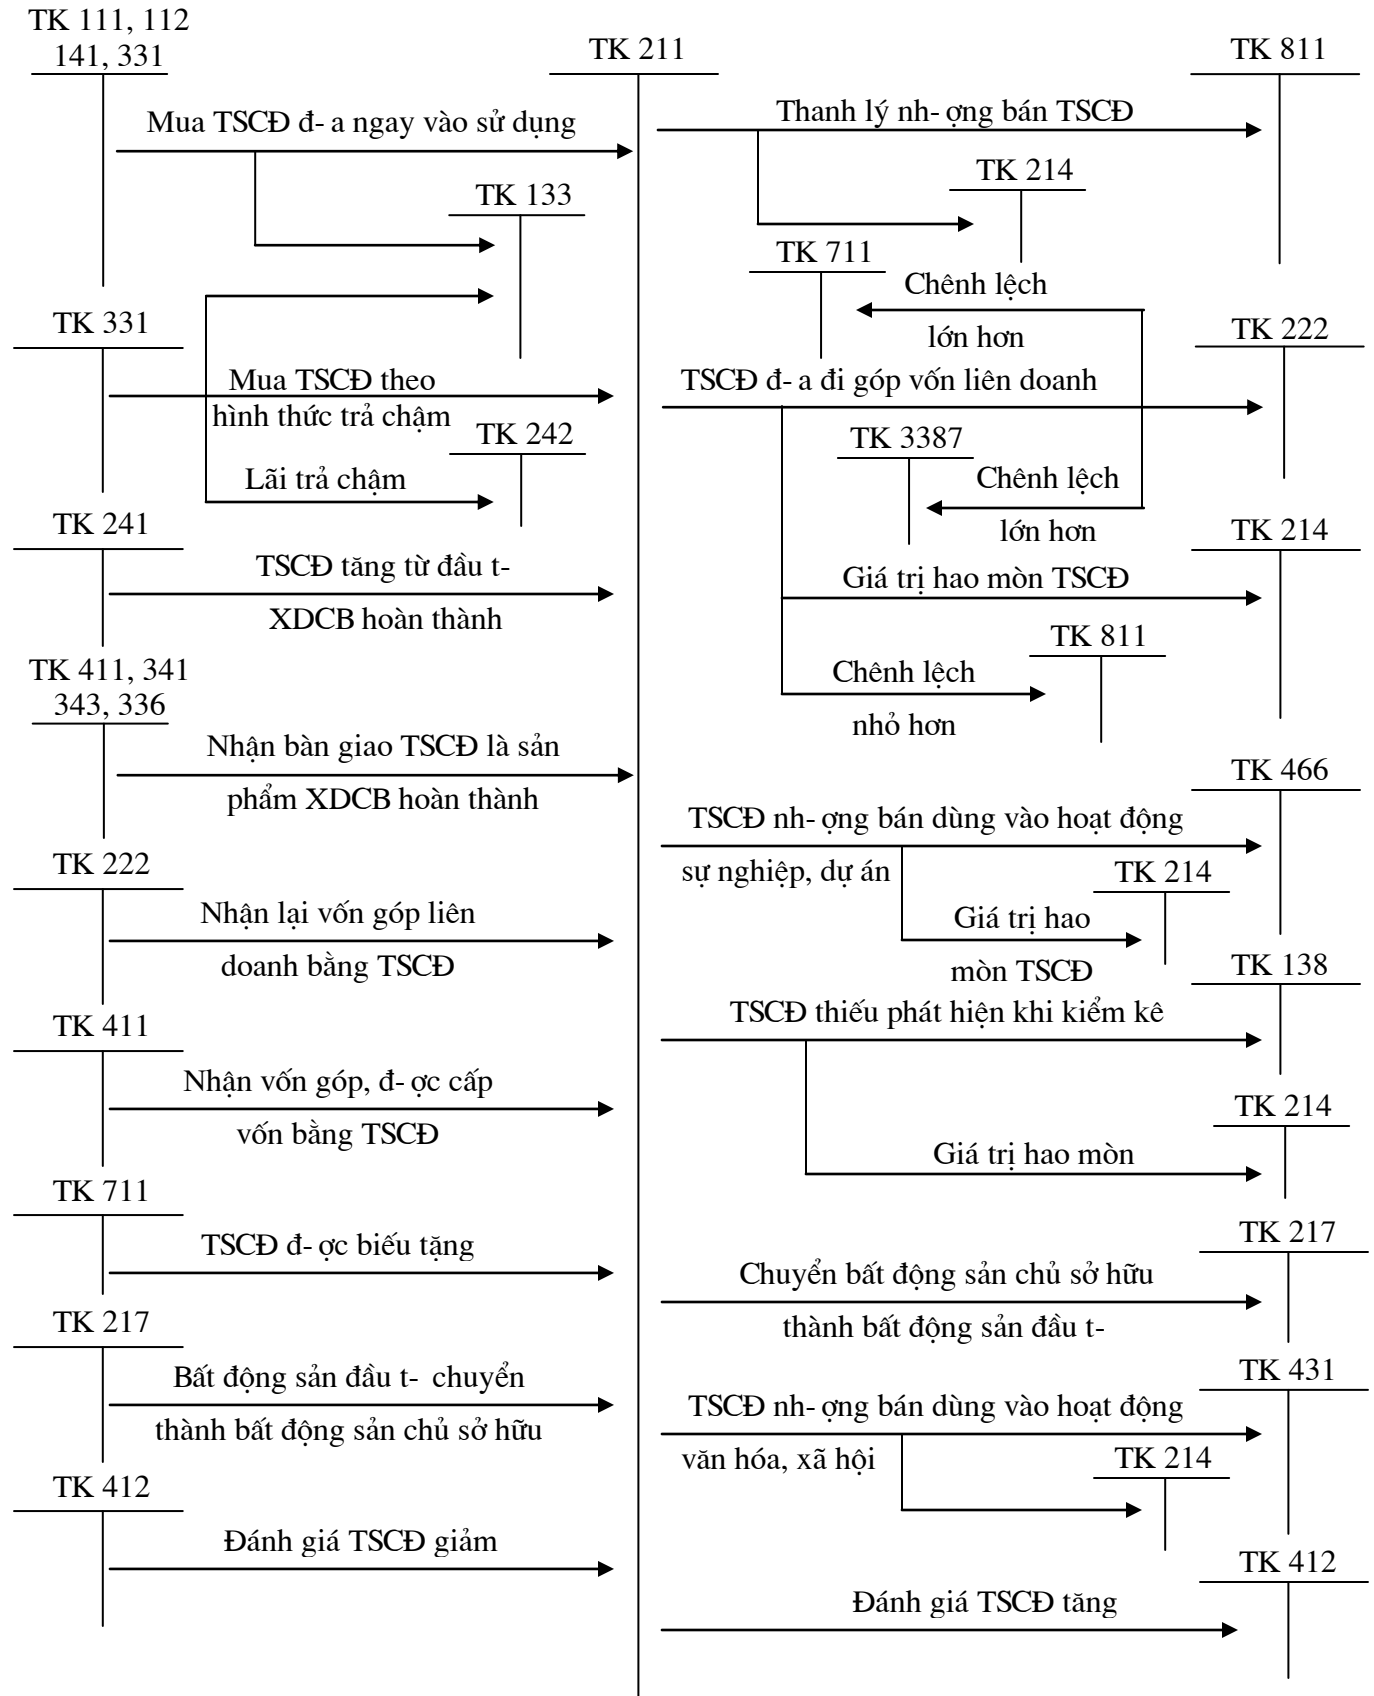 TK 111, 112
141, 331
TK 211
TK 811
Mua TSCĐ đ- a ngay vào sử dụng
Thanh lý nh- ợng bán TSCĐ
TK 133
TK 214
TK 711
Chênh lệch
lớn hơn
TK 331
TK 222
Mua TSCĐ theo
hình thức trả chậm
TSCĐ đ- a đi góp vốn liên doanh
TK 242
TK 3387
Lãi trả chậm
Chênh lệch
lớn hơn
TK 241
TK 214
TSCĐ tăng từ đầu t-
XDCB hoàn thành
Giá trị hao mòn TSCĐ
TK 811
Chênh lệch
nhỏ hơn
TK 411, 341
343, 336
Nhận bàn giao TSCĐ là sản
phẩm XDCB hoàn thành
TK 466
TSCĐ nh- ợng bán dùng vào hoạt động
sự nghiệp, dự án
TK 214
Giá trị hao
mòn TSCĐ
TK 222
Nhận lại vốn góp liên
doanh bằng TSCĐ
TK 138
TSCĐ thiếu phát hiện khi kiểm kê
TK 411
Nhận vốn góp, đ- ợc cấp
vốn bằng TSCĐ
TK 214
Giá trị hao mòn
TK 711
TSCĐ đ- ợc biếu tặng
TK 217
Chuyển bất động sản chủ sở hữu
thành bất động sản đầu t-
TK 217
Bất động sản đầu t- chuyển
thành bất động sản chủ sở hữu
TK 431
TSCĐ nh- ợng bán dùng vào hoạt động
văn hóa, xã hội
TK 214
TK 412
Đánh giá TSCĐ giảm
TK 412
Đánh giá TSCĐ tăng